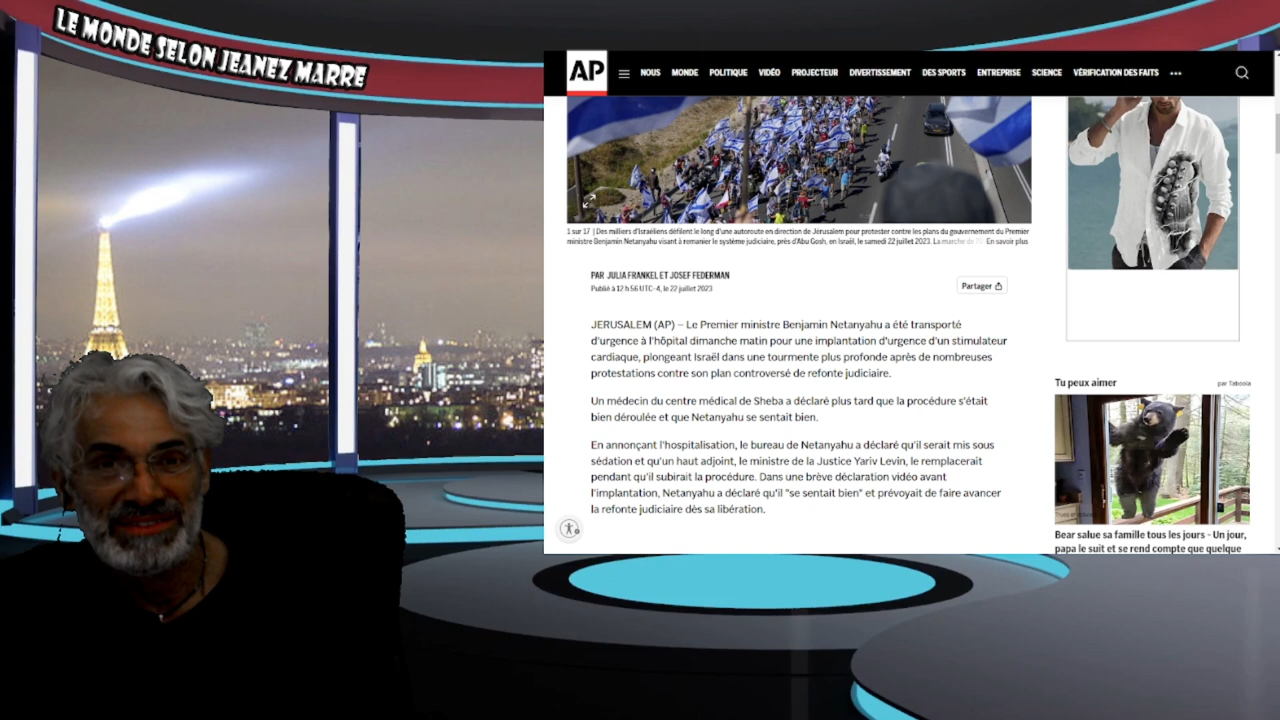 LE MONDE SELON JEANEZ MARRE
AP
NOUS MONDE POLITIQUE VIDÉO PROJECTEUR DIVERTISSEMENT DES SPORTS ENTREPRISE SCIENCE VÉRIFICATION DES FAITS
1 sur 17 | Des milliers d'Israéliens défilent le long d'une autoroute en direction de Jérusalem pour protester contre les plans du gouvernement du Premier
ministre Benjamin Netanyahu visant à remanier le système judiciaire, près d'Abu Gosh, en Israël, le samedi 22 juillet 2023. La marche de En savoir plus
PAR JULIA FRANKEL ET JOSEF FEDERMAN
Publié à 12 h 56 UTC−4, le 22 juillet 2023
Partager
JERUSALEM (AP) — Le Premier ministre Benjamin Netanyahu a été transporté
d'urgence à l'hôpital dimanche matin pour une implantation d'urgence d'un stimulateur
cardiaque, plongeant Israël dans une tourmente plus profonde après de nombreuses
protestations contre son plan controversé de refonte judiciaire.
Un médecin du centre médical de Sheba a déclaré plus tard que la procédure s'était
bien déroulée et que Netanyahu se sentait bien.
En annonçant l'hospitalisation, le bureau de Netanyahu a déclaré qu'il serait mis sous
sédation et qu'un haut adjoint, le ministre de la Justice Yariv Levin, le remplacerait
pendant qu'il subirait la procédure. Dans une brève déclaration vidéo avant
l'implantation, Netanyahu a déclaré qu'il "se sentait bien" et prévoyait de faire avancer
la refonte judiciaire dès sa libération.
Tu peux aimer
par Taboola
Bear salue sa famille tous les jours - Un jour,
papa le suit et se rend compte que quelque